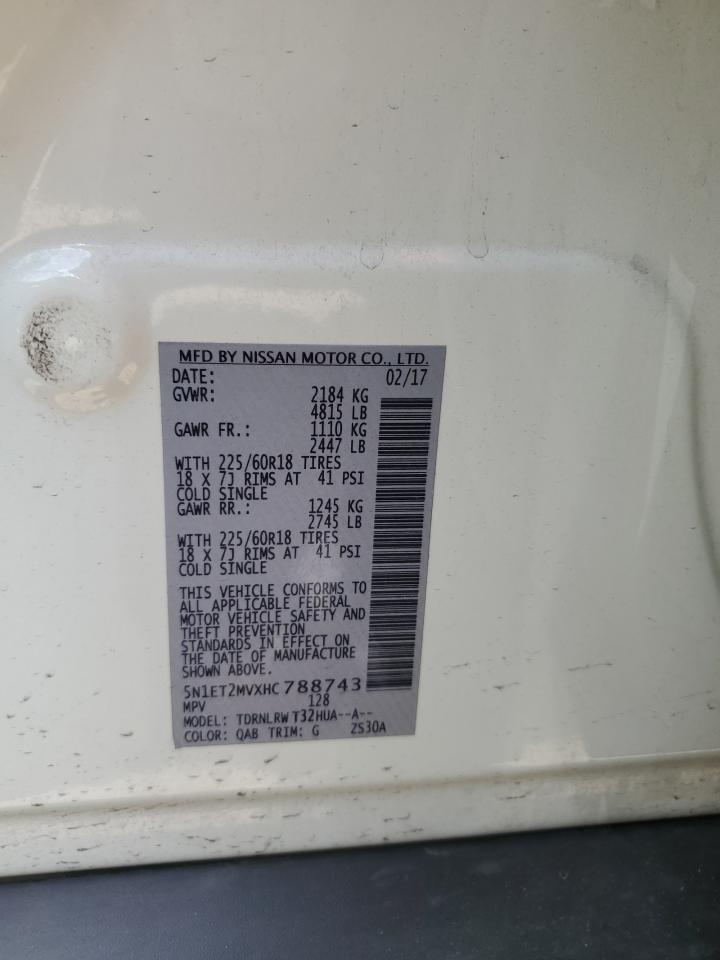 MFD BY NISSAN MOTOR CO., LTD.
DATE: 02/17
GVWR: 2184 KG
4815 LB
GAWR FR.: 1110 KG
2447 LB
WITH 225/60R18 TIRES
18 X 7J RIMS AT 41 PSI
COLD SINGLE
GAWR RR.: 1245 KG
2745 LB
WITH 225/60R18 TIRES
18 X 7J RIMS AT 41 PSI
COLD SINGLE
THIS VEHICLE CONFORMS TO
ALL APPLICABLE FEDERAL
MOTOR VEHICLE SAFETY AND
THEFT PREVENTION
STANDARDS IN EFFECT ON
THE DATE OF MANUFACTURE
SHOWN ABOVE.
5N1ET2MVXHC788743
MPV 128
MODEL: TDRNLRW T32HUA--A--
COLOR: QAB TRIM: G 2S30A